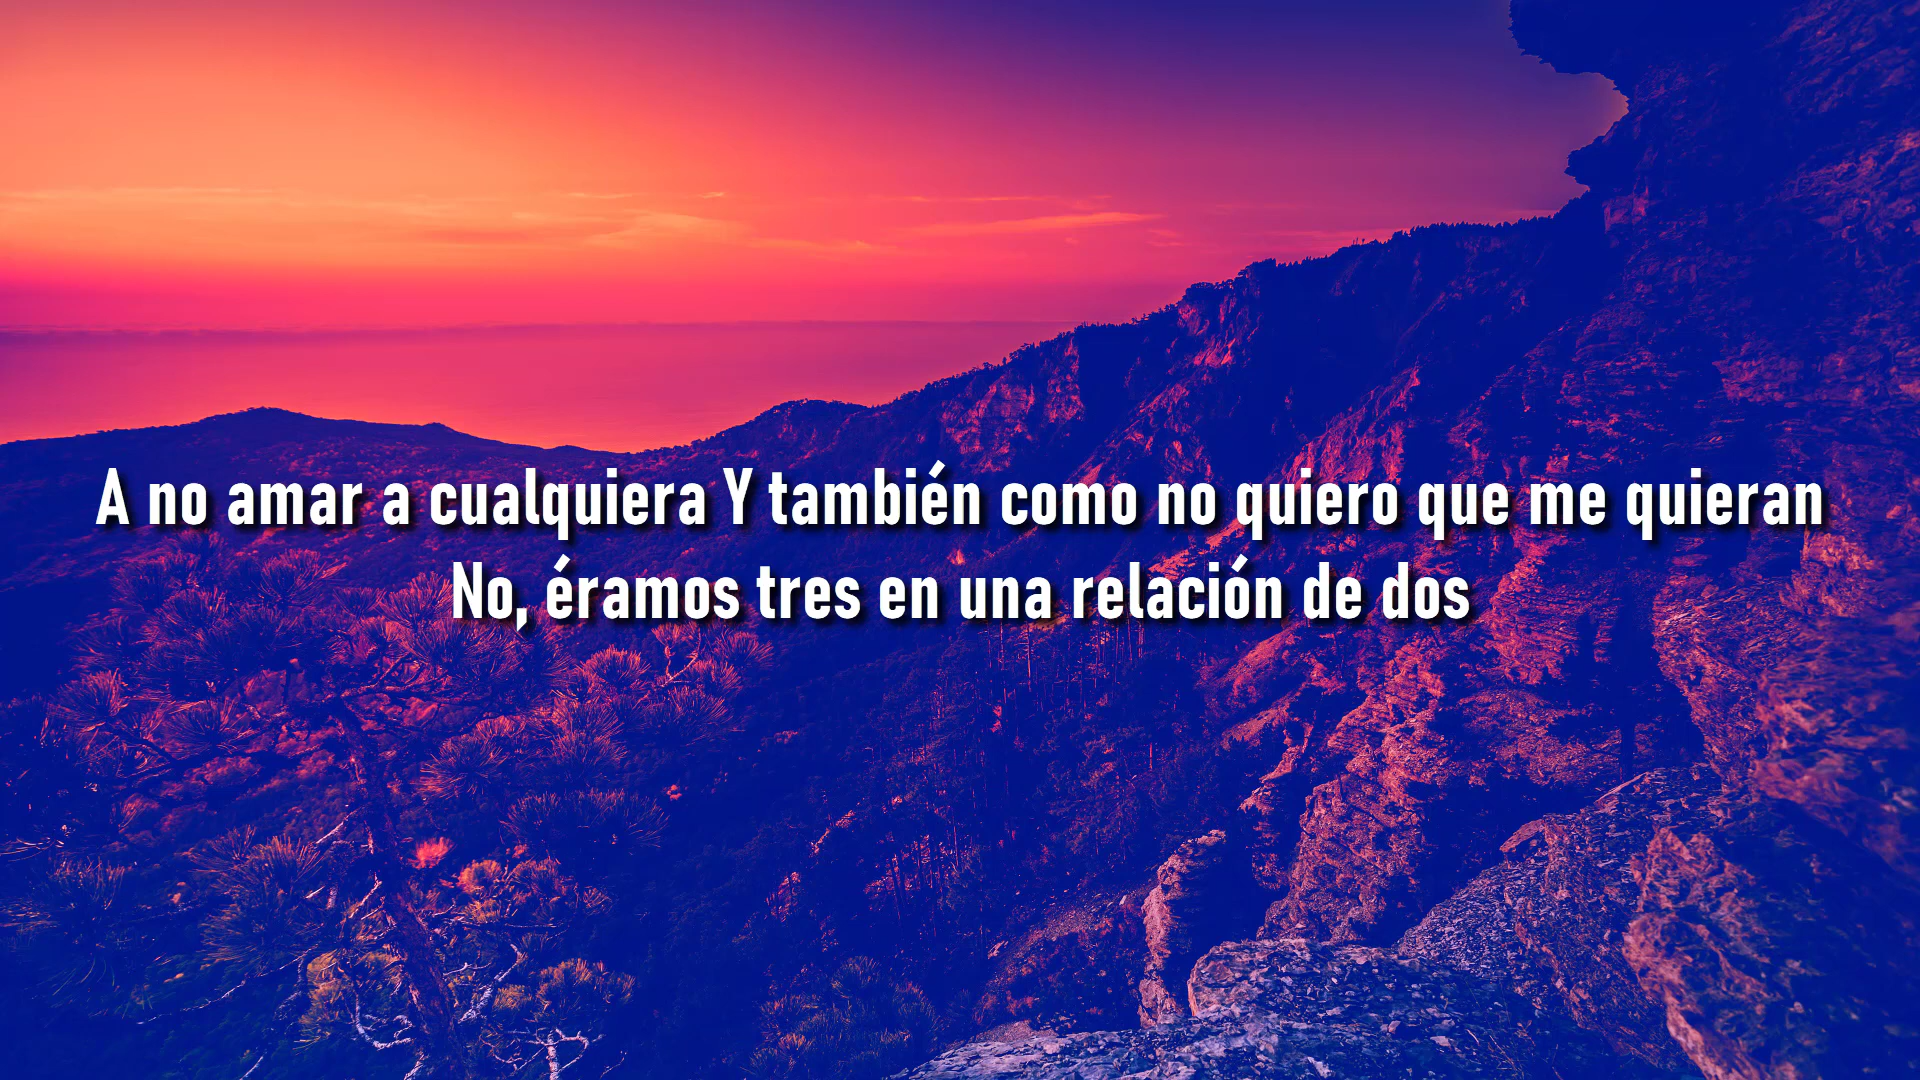 A no amar a cualquiera Y también como no quiero que me quieran
No, éramos tres en una relación de dos